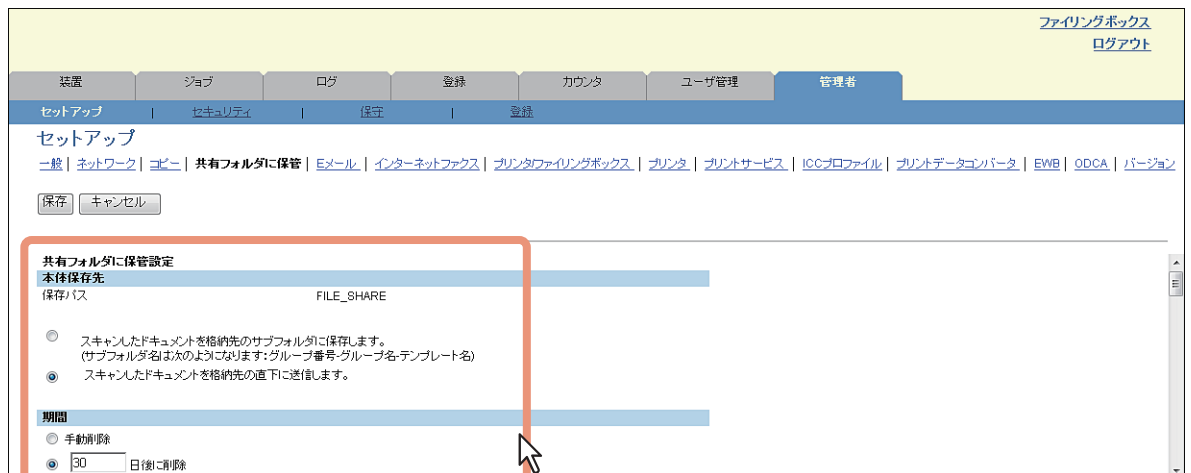 ファイリングボックス
ログアウト
装置 ジョブ ログ 登録 カウンタ ユーザ管理 管理者
セットアップ | セキュリティ | 保守 | 登録
セットアップ
一般 | ネットワーク | コピー | 共有フォルダに保管 | Eメール | インターネットファクス | プリンタ/ファイリングボックス | プリンタ | プリントサービス | ICCプロファイル | プリントデータコンバータ | EWB | ODCA | バージョン
保存 キャンセル
共有フォルダに保管設定
本体保存先
保存パス FILE_SHARE
スキャンしたドキュメントを格納先のサブフォルダに保存します。
(サブフォルダ名は次のようになります:グループ番号-グループ名-テンプレート名)
スキャンしたドキュメントを格納先の直下に送信します。
期間
手動削除
30 日後に削除